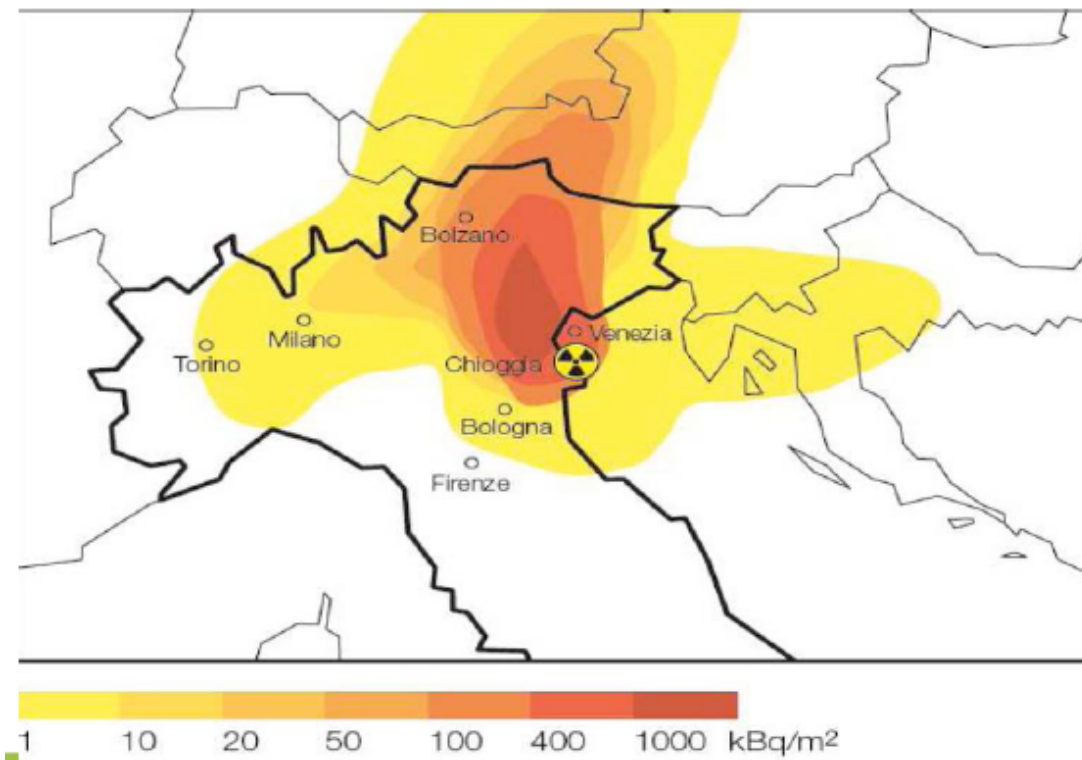 Bolzano
Venezia
Milano
Torino
Chioggia
Bologna
Firenze
1 10 20 50 100 400 1000 kBq/m²